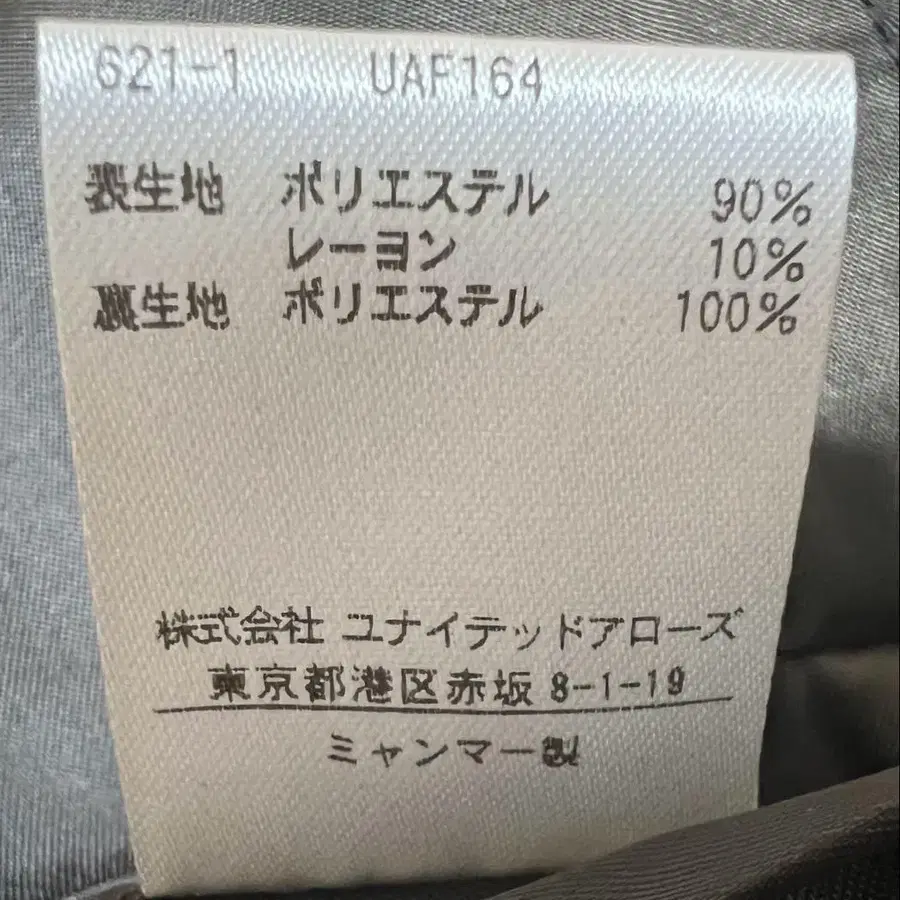 621-1 UAF164
表生地 ポリエステル 90%
レーヨン 10%
裏生地 ポリエステル 100%
株式会社 ユナイテッドアローズ
東京都港区赤坂 8-1-19
ミャンマー製